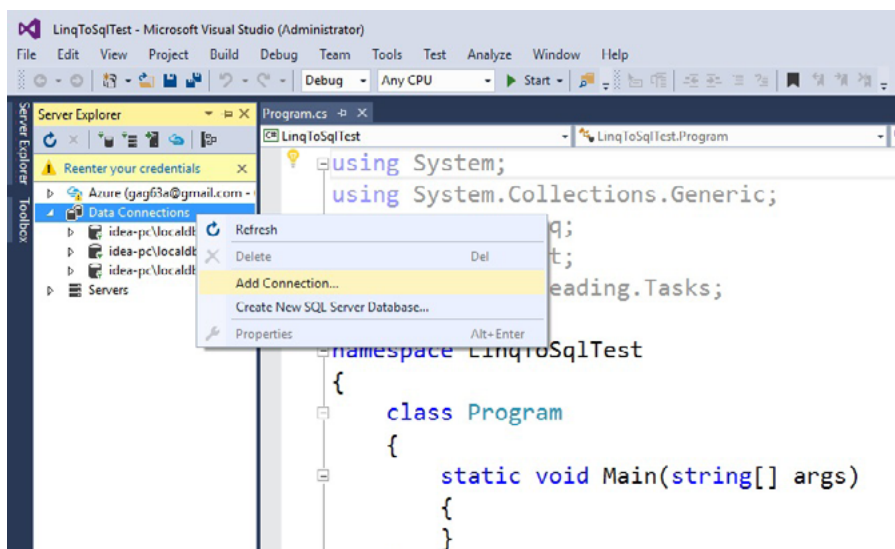 LinqToSqlTest - Microsoft Visual Studio (Administrator)
File Edit View Project Build Debug Team Tools Test Analyze Window Help
Debug Any CPU Start
Server Explorer
Toolbox
Server Explorer
Reenter your credentials
Azure (gag63a@gmail.com -
Data Connections
idea-pc\localdb
idea-pc\localdb
idea-pc\localdb
Servers
Refresh
Delete Del
Add Connection...
Create New SQL Server Database...
Properties Alt+Enter
Program.cs
LinqToSqlTest LinqToSqlTest.Program
using System;
using System.Collections.Generic;
q;
t;
eading.Tasks;
namespace LinqToSqlTest
{
class Program
{
static void Main(string[] args)
{
}